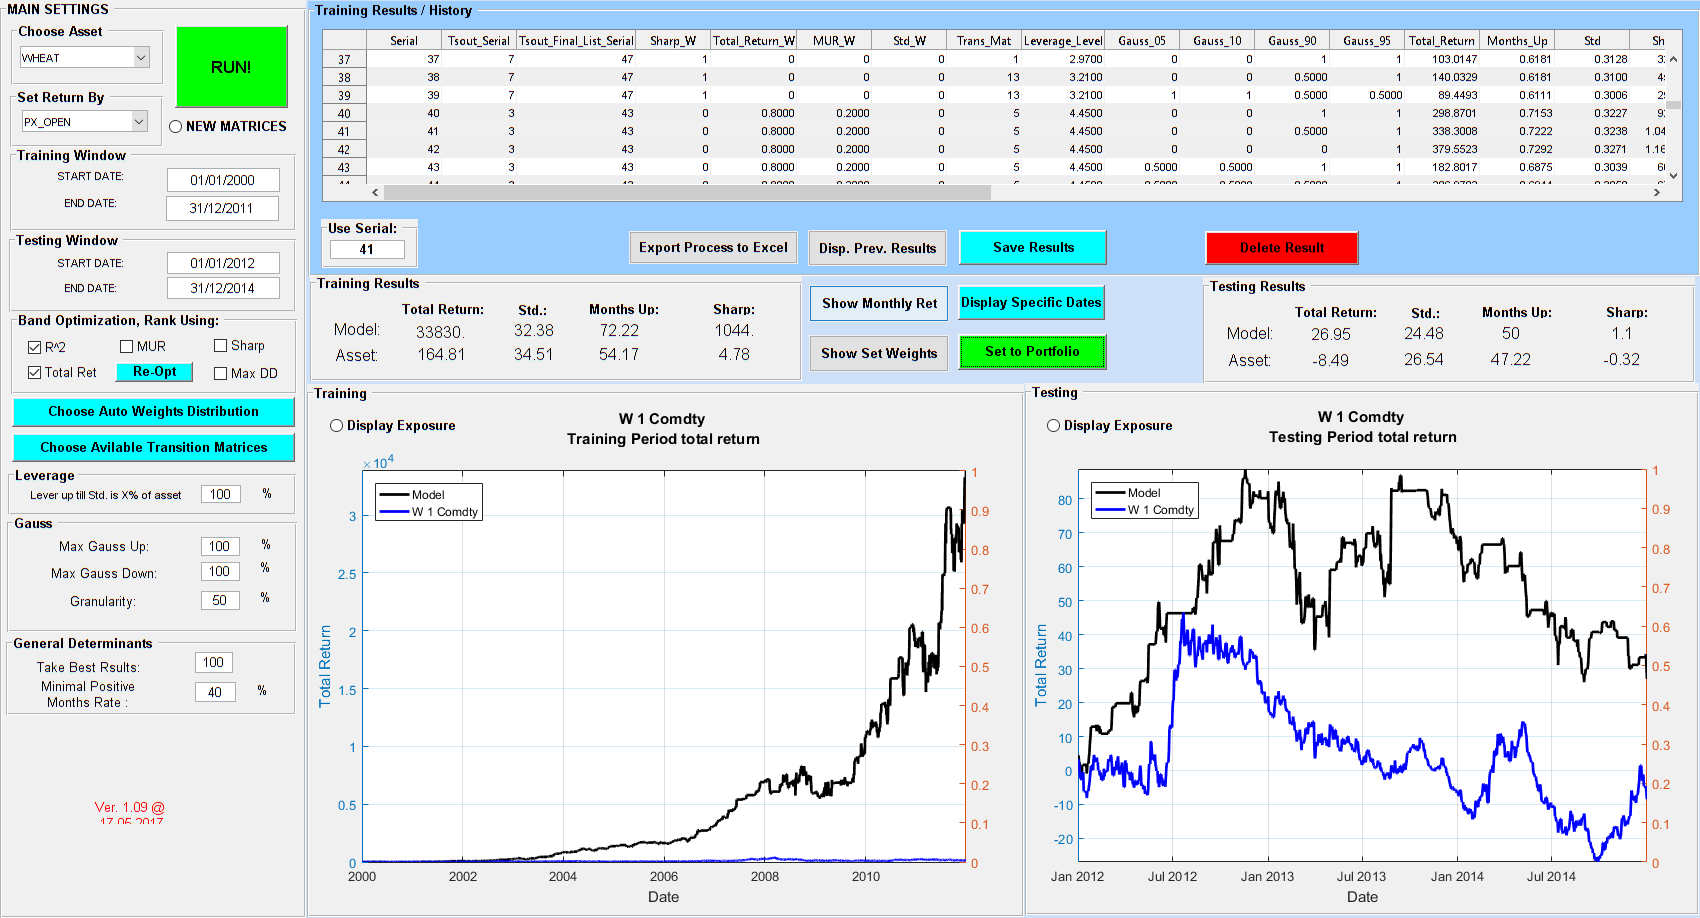 MAIN SETTINGS
Choose Asset
WHEAT
RUN!
Set Return By
PX_OPEN
NEW MATRICES
Training Window
START DATE: 01/01/2000
END DATE: 31/12/2011
Testing Window
START DATE: 01/01/2012
END DATE: 31/12/2014
Band Optimization, Rank Using:
R^2 MUR Sharp
Total Ret Re-Opt Max DD
Choose Auto Weights Distribution
Choose Avilable Transition Matrices
Leverage
Lever up till Std. is X% of asset 100 %
Gauss
Max Gauss Up: 100 %
Max Gauss Down: 100 %
Granularity: 50 %
General Determinants
Take Best Rsults: 100
Minimal Positive
Months Rate : 40 %
Ver. 1.09 @
17.05.2017
Training Results / History
Serial Tsout_Serial Tsout_Final_List_Serial Sharp_W Total_Return_W MUR_W Std_W Trans_Mat Leverage_Level Gauss_05 Gauss_10 Gauss_90 Gauss_95 Total_Return Months_Up Std Sh
37 37 7 47 1 0 0 0 1 2.9700 0 0 1 1 103.0147 0.6181 0.3128
38 38 7 47 1 0 0 0 13 3.2100 0 0 0.5000 1 140.0329 0.6181 0.3100
39 39 7 47 1 0 0 0 13 3.2100 1 1 0.5000 0.5000 89.4493 0.6111 0.3006
40 40 3 43 0 0.8000 0.2000 0 5 4.4500 0 0 1 1 298.8701 0.7153 0.3227
41 41 3 43 0 0.8000 0.2000 0 5 4.4500 0 0 0.5000 1 338.3008 0.7222 0.3238 1.04
42 42 3 43 0 0.8000 0.2000 0 5 4.4500 0 0 0 1 379.5523 0.7292 0.3271 1.16
43 43 3 43 0 0.8000 0.2000 0 5 4.4500 0.5000 0.5000 1 1 182.8017 0.6875 0.3039
Use Serial:
41
Export Process to Excel Disp. Prev. Results Save Results Delete Result
Training Results
Total Return: Std.: Months Up: Sharp:
Model: 33830. 32.38 72.22 1044.
Asset: 164.81 34.51 54.17 4.78
Show Monthly Ret Display Specific Dates
Show Set Weights Set to Portfolio
Testing Results
Total Return: Std.: Months Up: Sharp:
Model: 26.95 24.48 50 1.1
Asset: -8.49 26.54 47.22 -0.32
Training
Display Exposure
W 1 Comdty
Training Period total return
×10^4
Model
W 1 Comdty
3
2.5
2
1.5
1
0.5
0
Total Return
1
0.9
0.8
0.7
0.6
0.5
0.4
0.3
0.2
0.1
0
2000 2002 2004 2006 2008 2010
Date
Testing
Display Exposure
W 1 Comdty
Testing Period total return
Model
W 1 Comdty
80
70
60
50
40
30
20
10
0
-10
-20
Total Return
1
0.9
0.8
0.7
0.6
0.5
0.4
0.3
0.2
0.1
0
Jan 2012 Jul 2012 Jan 2013 Jul 2013 Jan 2014 Jul 2014
Date